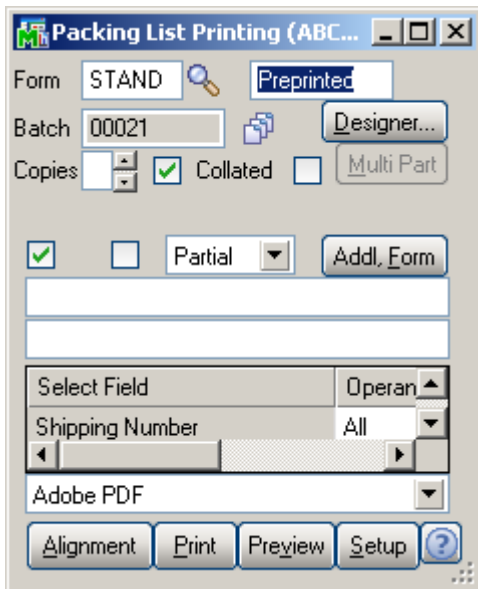 Packing List Printing (ABC...
Form STAND Preprinted
Batch 00021 Designer...
Copies Collated Multi Part
Partial Addl, Form
Select Field Operan
Shipping Number All
Adobe PDF
Alignment Print Preview Setup ?